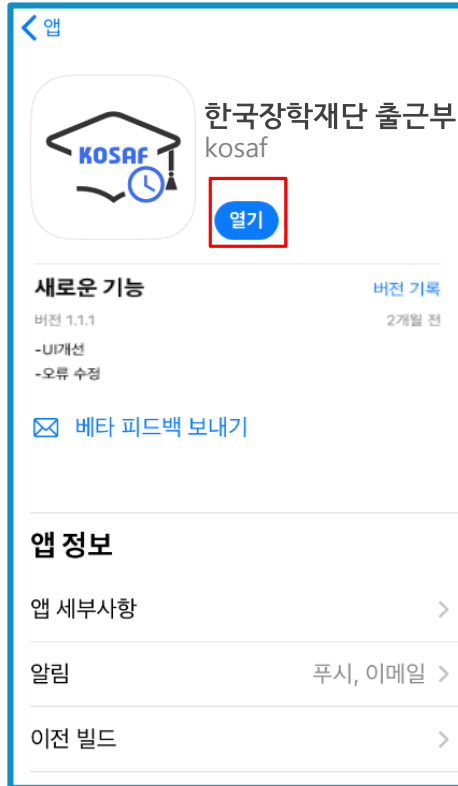 앱
KOSAF
한국장학재단 출근부
kosaf
열기
새로운 기능
버전 기록
버전 1.1.1
2개월 전
-UI개선
-오류 수정
베타 피드백 보내기
앱 정보
앱 세부사항
알림
푸시, 이메일
이전 빌드